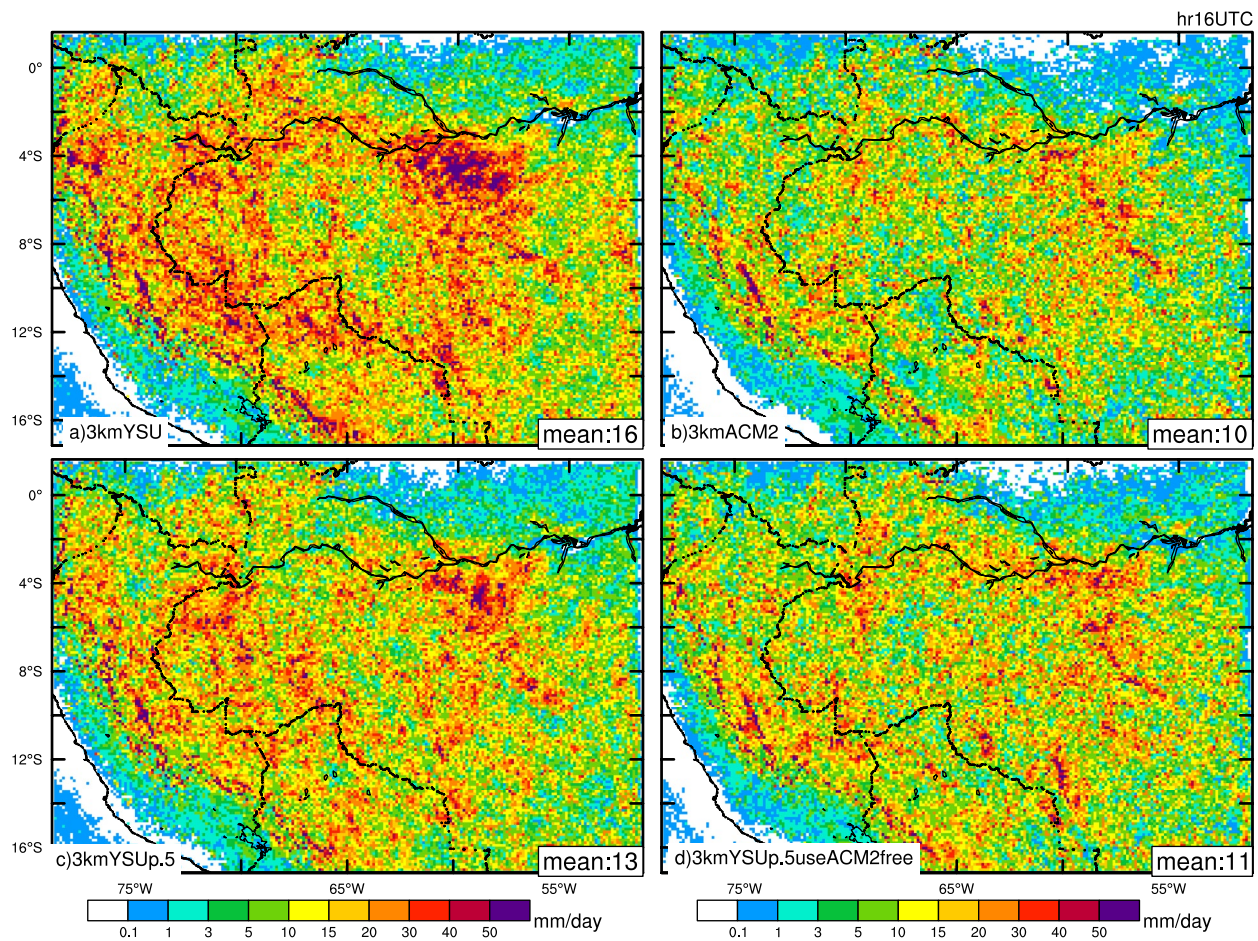 hr16UTC
0°
4°S
8°S
12°S
16°S
a)3kmYSU
mean:16
b)3kmACM2
mean:10
0°
4°S
8°S
12°S
16°S
c)3kmYSUp.5
mean:13
d)3kmYSUp.5useACM2free
mean:11
75°W 65°W 55°W
75°W 65°W 55°W
mm/day
0.1 1 3 5 10 15 20 30 40 50
mm/day
0.1 1 3 5 10 15 20 30 40 50